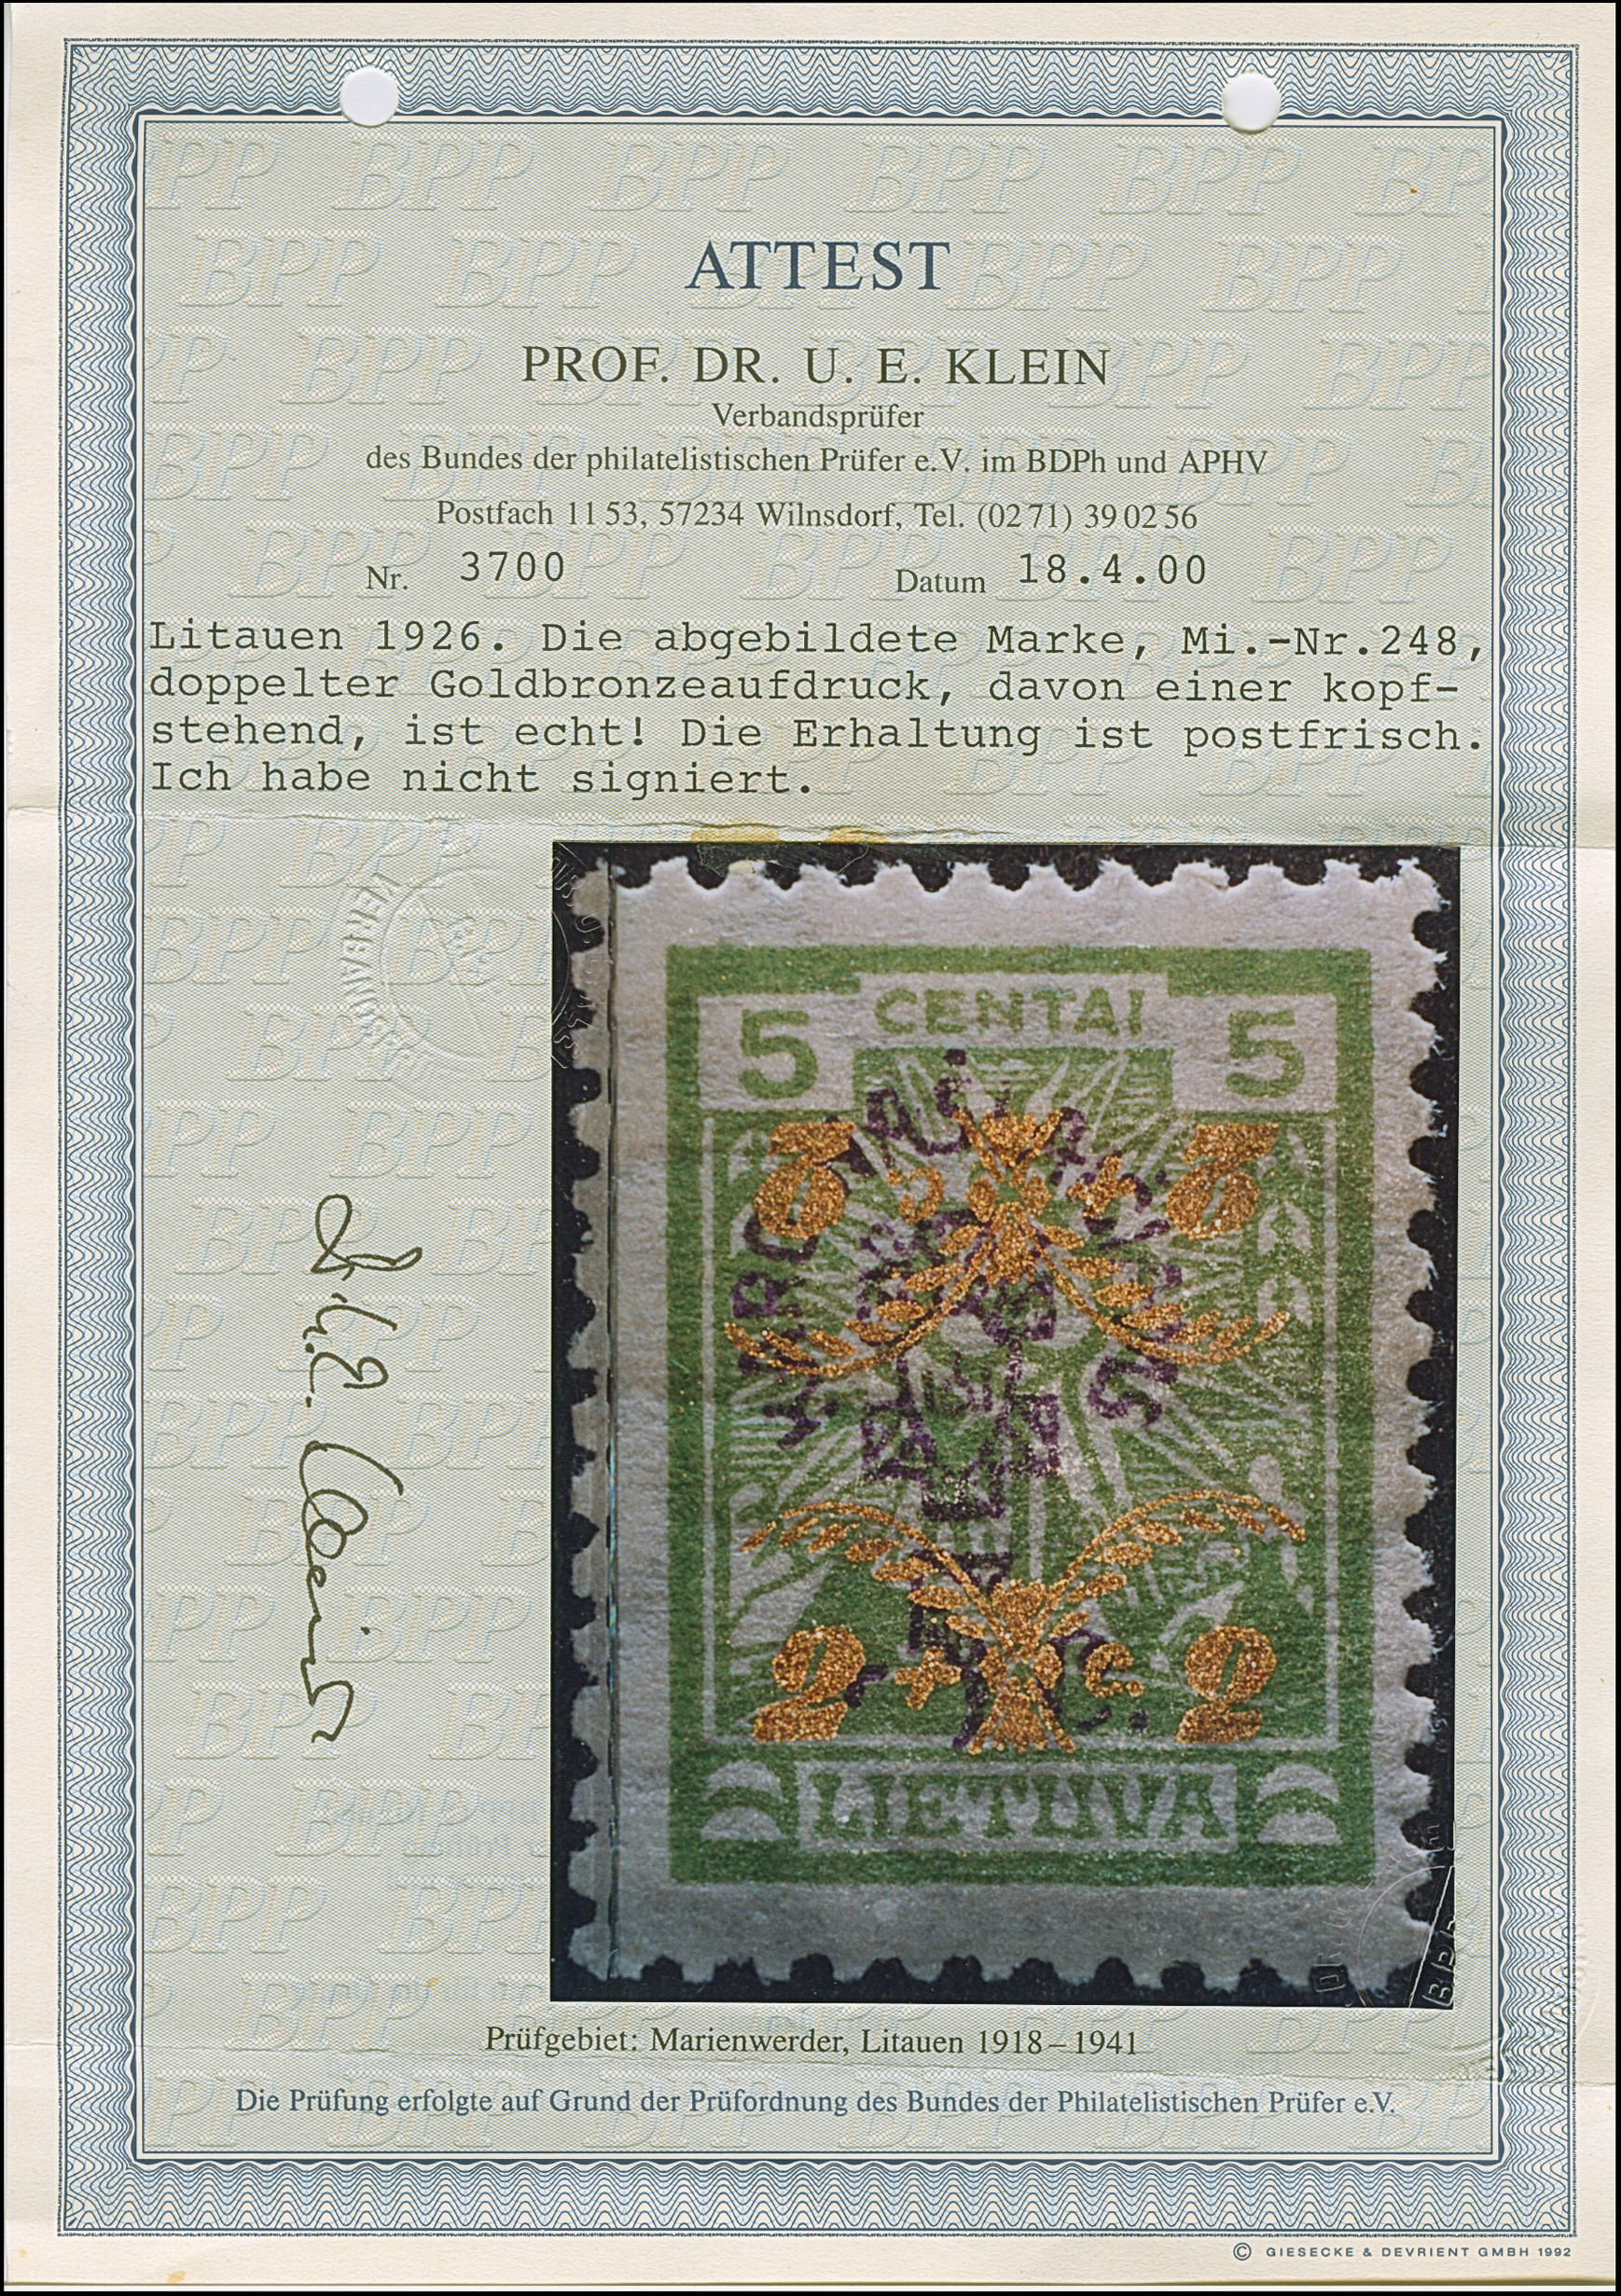 ATTEST
PROF. DR. U. E. KLEIN
Verbandsprüfer
des Bundes der philatelistischen Prüfer e.V. im BDPh und APHV
Postfach 11 53, 57234 Wilnsdorf, Tel. (02 71) 39 02 56
Nr. 3700 Datum 18.4.00
Litauen 1926. Die abgebildete Marke, Mi.-Nr.248,
doppelter Goldbronzeaufdruck, davon einer kopf-
stehend, ist echt! Die Erhaltung ist postfrisch.
Ich habe nicht signiert.
5 CENTAI 5
2 + c. 2
2 + c. 2
LIETUVA
Prüfgebiet: Marienwerder, Litauen 1918–1941
Die Prüfung erfolgte auf Grund der Prüfordnung des Bundes der Philatelistischen Prüfer e.V.
© GIESECKE & DEVRIENT GMBH 1992